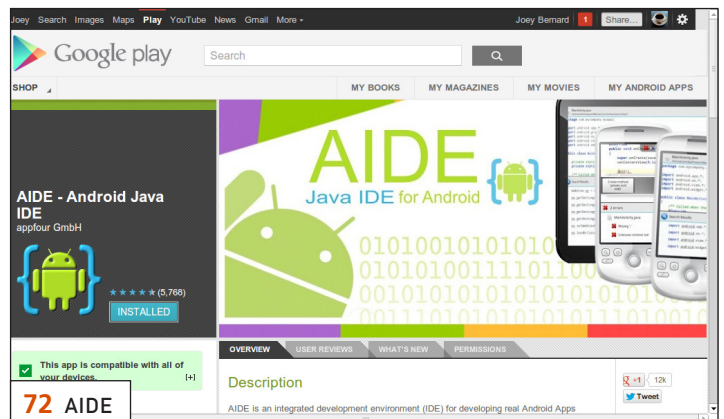 Joey Search Images Maps Play YouTube News Gmail More
Joey Bernard 1 Share...
Google play Search
SHOP MY BOOKS MY MAGAZINES MY MOVIES MY ANDROID APPS
AIDE
Java IDE for Android
AIDE - Android Java
IDE
appfour GmbH
(5,768)
INSTALLED
OVERVIEW USER REVIEWS WHAT'S NEW PERMISSIONS
This app is compatible with all of
your devices. [+]
Description
+1 12k
Tweet
AIDE is an integrated development environment (IDE) for developing real Android Apps
72 AIDE